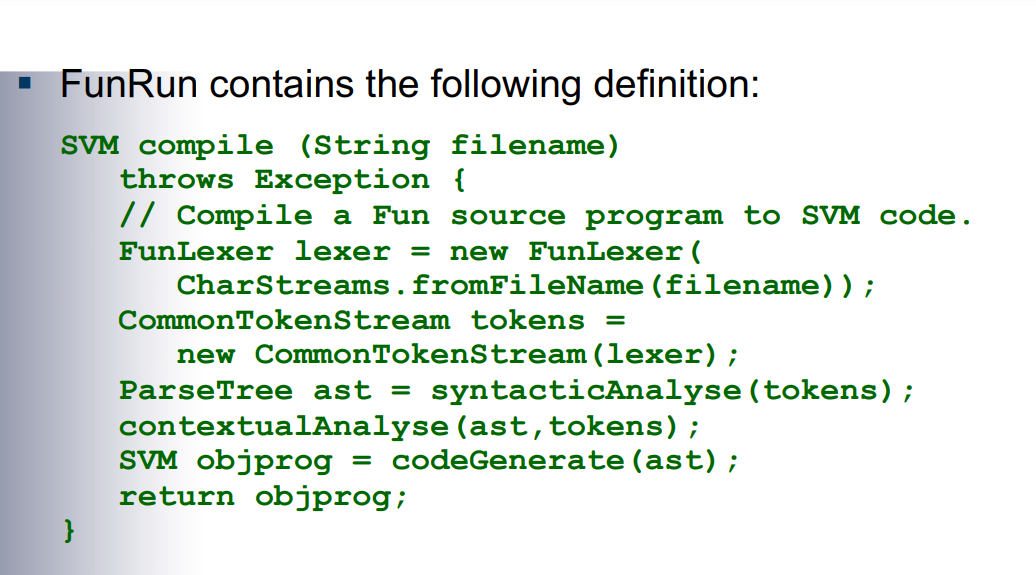 ▪ FunRun contains the following definition:
SVM compile (String filename)
throws Exception {
// Compile a Fun source program to SVM code.
FunLexer lexer = new FunLexer(
CharStreams.fromFileName(filename));
CommonTokenStream tokens =
new CommonTokenStream(lexer);
ParseTree ast = syntacticAnalyse(tokens);
contextualAnalyse(ast,tokens);
SVM objprog = codeGenerate(ast);
return objprog;
}